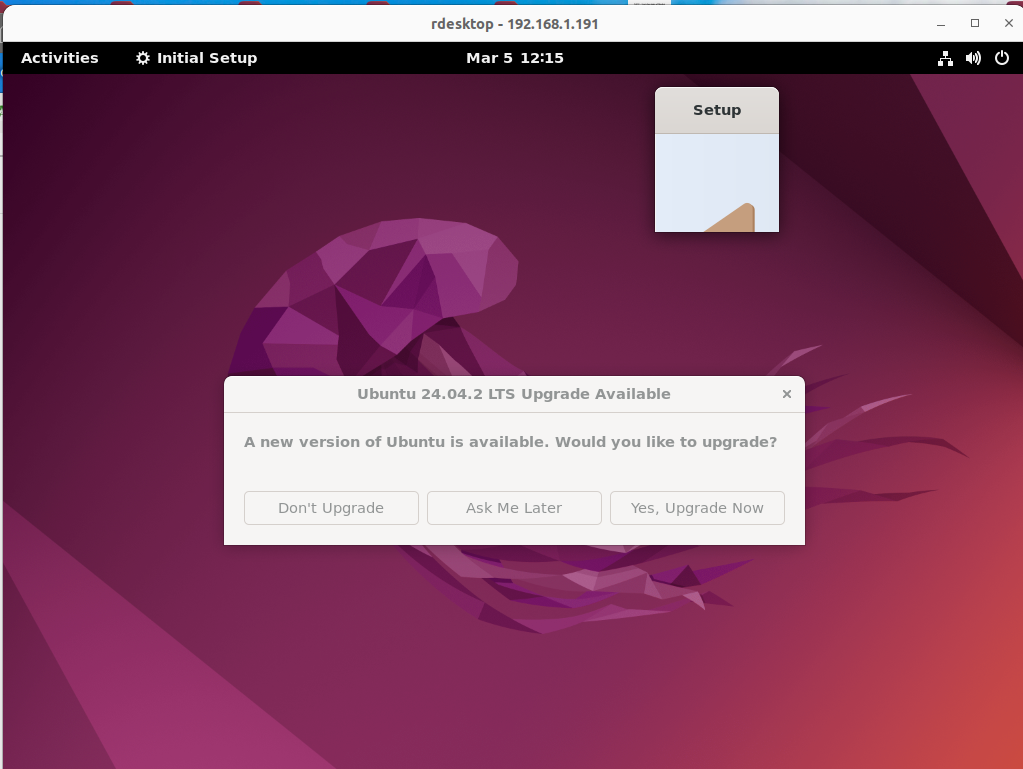 rdesktop - 192.168.1.191
Activities Initial Setup Mar 5 12:15
Setup
Ubuntu 24.04.2 LTS Upgrade Available
A new version of Ubuntu is available. Would you like to upgrade?
Don't Upgrade Ask Me Later Yes, Upgrade Now